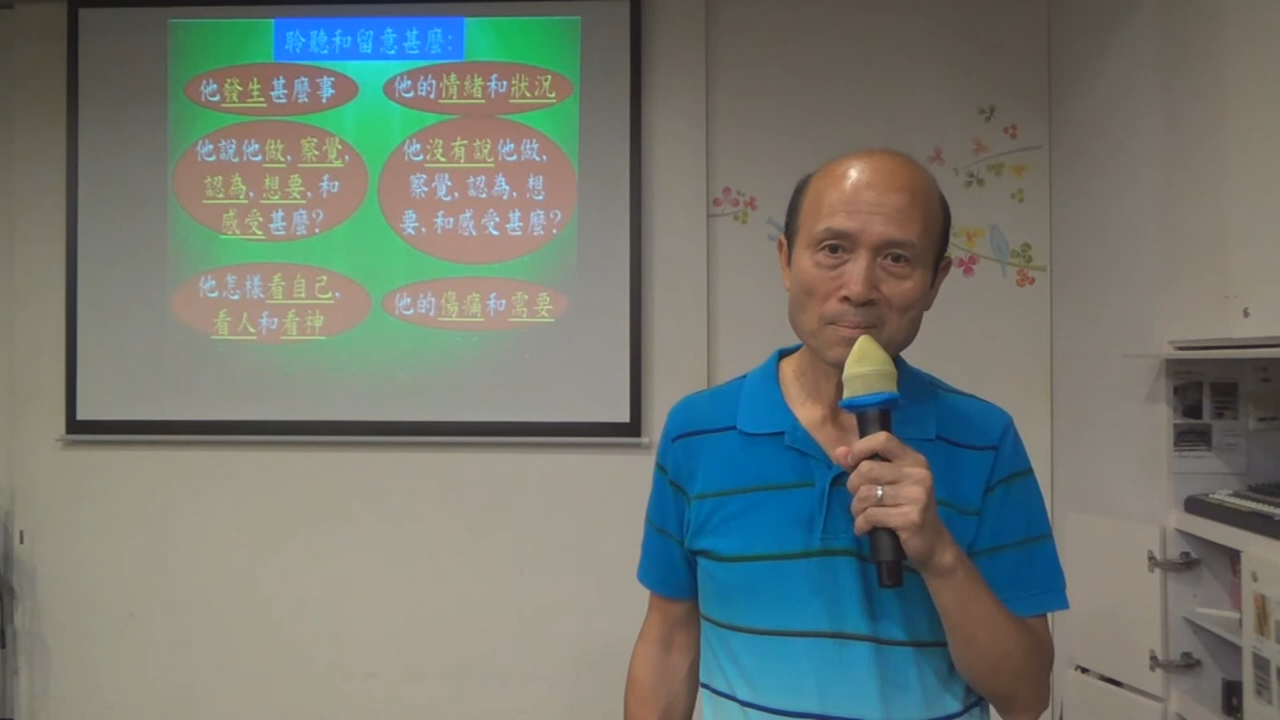 聆聽和留意甚麼:
他發生甚麼事
他的情緒和狀況
他說他做, 察覺,
認為, 想要, 和
感受甚麼?
他沒有說他做,
察覺, 認為, 想
要, 和感受甚麼?
他怎樣看自己,
看人和看神
他的傷痛和需要